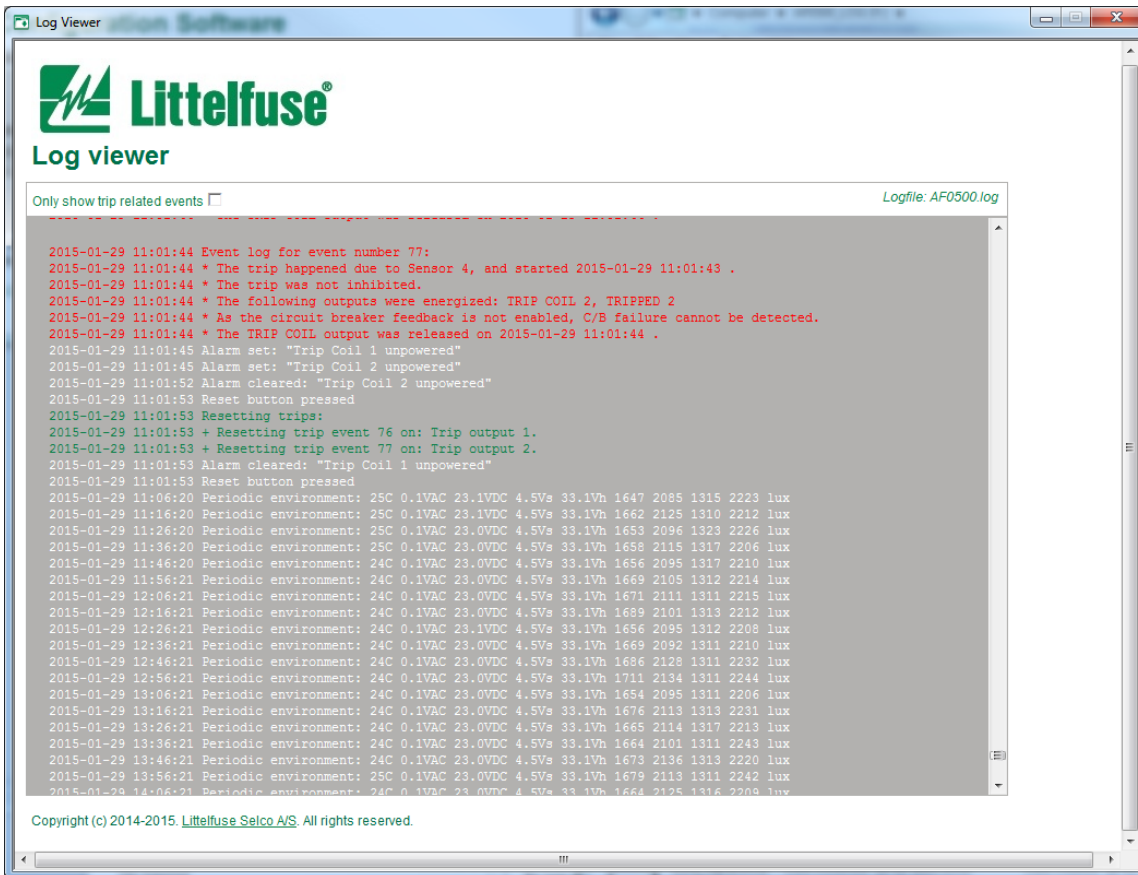 Log Viewer
Littelfuse®
Log viewer
Only show trip related events
Logfile: AF0500.log
2015-01-29 11:01:44 Event log for event number 77:
2015-01-29 11:01:44 * The trip happened due to Sensor 4, and started 2015-01-29 11:01:43 .
2015-01-29 11:01:44 * The trip was not inhibited.
2015-01-29 11:01:44 * The following outputs were energized: TRIP COIL 2, TRIPPED 2
2015-01-29 11:01:44 * As the circuit breaker feedback is not enabled, C/B failure cannot be detected.
2015-01-29 11:01:44 * The TRIP COIL output was released on 2015-01-29 11:01:44 .
2015-01-29 11:01:45 Alarm set: "Trip Coil 1 unpowered"
2015-01-29 11:01:45 Alarm set: "Trip Coil 2 unpowered"
2015-01-29 11:01:52 Alarm cleared: "Trip Coil 2 unpowered"
2015-01-29 11:01:53 Reset button pressed
2015-01-29 11:01:53 Resetting trips:
2015-01-29 11:01:53 + Resetting trip event 76 on: Trip output 1.
2015-01-29 11:01:53 + Resetting trip event 77 on: Trip output 2.
2015-01-29 11:01:53 Alarm cleared: "Trip Coil 1 unpowered"
2015-01-29 11:01:53 Reset button pressed
2015-01-29 11:06:20 Periodic environment: 25C 0.1VAC 23.1VDC 4.5Vs 33.1Vh 1647 2085 1315 2223 lux
2015-01-29 11:16:20 Periodic environment: 25C 0.1VAC 23.1VDC 4.5Vs 33.1Vh 1662 2125 1310 2212 lux
2015-01-29 11:26:20 Periodic environment: 25C 0.1VAC 23.0VDC 4.5Vs 33.1Vh 1653 2096 1323 2226 lux
2015-01-29 11:36:20 Periodic environment: 25C 0.1VAC 23.0VDC 4.5Vs 33.1Vh 1658 2115 1317 2206 lux
2015-01-29 11:46:20 Periodic environment: 24C 0.1VAC 23.0VDC 4.5Vs 33.1Vh 1656 2095 1317 2210 lux
2015-01-29 11:56:21 Periodic environment: 24C 0.1VAC 23.0VDC 4.5Vs 33.1Vh 1669 2105 1312 2214 lux
2015-01-29 12:06:21 Periodic environment: 24C 0.1VAC 23.0VDC 4.5Vs 33.1Vh 1671 2111 1311 2215 lux
2015-01-29 12:16:21 Periodic environment: 24C 0.1VAC 23.0VDC 4.5Vs 33.1Vh 1689 2101 1313 2212 lux
2015-01-29 12:26:21 Periodic environment: 24C 0.1VAC 23.1VDC 4.5Vs 33.1Vh 1656 2095 1312 2208 lux
2015-01-29 12:36:21 Periodic environment: 24C 0.1VAC 23.0VDC 4.5Vs 33.1Vh 1669 2092 1311 2210 lux
2015-01-29 12:46:21 Periodic environment: 24C 0.1VAC 23.0VDC 4.5Vs 33.1Vh 1686 2128 1311 2232 lux
2015-01-29 12:56:21 Periodic environment: 24C 0.1VAC 23.0VDC 4.5Vs 33.1Vh 1711 2134 1311 2244 lux
2015-01-29 13:06:21 Periodic environment: 24C 0.1VAC 23.0VDC 4.5Vs 33.1Vh 1654 2095 1311 2206 lux
2015-01-29 13:16:21 Periodic environment: 24C 0.1VAC 23.0VDC 4.5Vs 33.1Vh 1676 2113 1313 2231 lux
2015-01-29 13:26:21 Periodic environment: 24C 0.1VAC 23.0VDC 4.5Vs 33.1Vh 1665 2114 1317 2213 lux
2015-01-29 13:36:21 Periodic environment: 24C 0.1VAC 23.0VDC 4.5Vs 33.1Vh 1664 2101 1311 2243 lux
2015-01-29 13:46:21 Periodic environment: 24C 0.1VAC 23.0VDC 4.5Vs 33.1Vh 1673 2136 1313 2220 lux
2015-01-29 13:56:21 Periodic environment: 25C 0.1VAC 23.0VDC 4.5Vs 33.1Vh 1679 2113 1311 2242 lux
2015-01-29 14:06:21 Periodic environment: 24C 0.1VAC 23.0VDC 4.5Vs 33.1Vh 1664 2125 1316 2209 lux
Copyright (c) 2014-2015. Littelfuse Selco A/S. All rights reserved.